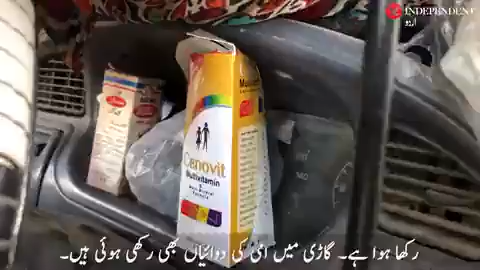 INDEPENDENT
اردو
Cenovit
Multivitamin
رکھا ہوا ہے۔ گاڑی میں امی کی دوائیاں بھی رکھی ہوئی ہیں۔